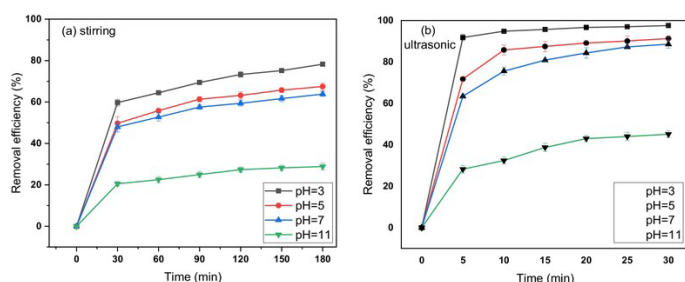 (a) stirring
Removal efficiency (%)
100
80
60
40
20
0
0 30 60 90 120 150 180
Time (min)
pH=3
pH=5
pH=7
pH=11
(b)
ultrasonic
Removal efficiency (%)
100
80
60
40
20
0
0 5 10 15 20 25 30
Time (min)
pH=3
pH=5
pH=7
pH=11